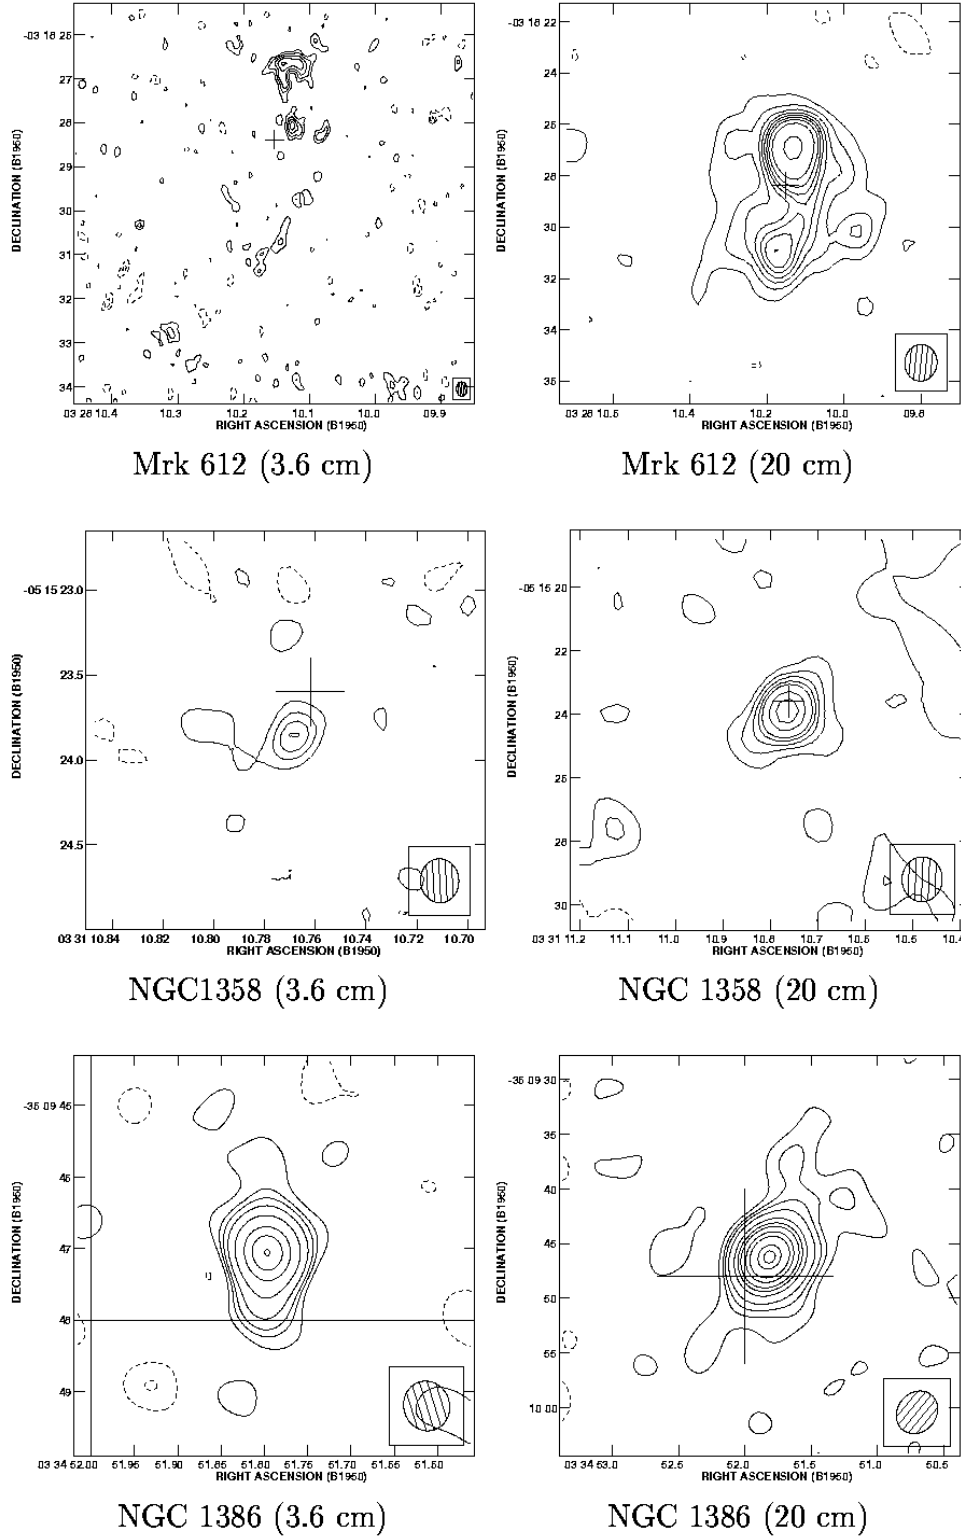 -03 18 26
27
28
29
30
31
32
33
34
DECLINATION (B1950)
03 28 10.4 10.3 10.2 10.1 10.0 09.9
RIGHT ASCENSION (B1950)
Mrk 612 (3.6 cm)
-03 18 22
24
26
28
30
32
34
36
DECLINATION (B1950)
03 28 10.6 10.4 10.2 10.0 09.8
RIGHT ASCENSION (B1950)
Mrk 612 (20 cm)
-05 15 23.0
23.5
24.0
24.5
DECLINATION (B1950)
03 31 10.84 10.82 10.80 10.78 10.76 10.74 10.72 10.70
RIGHT ASCENSION (B1950)
NGC1358 (3.6 cm)
-05 15 20
22
24
26
28
30
DECLINATION (B1950)
03 31 11.2 11.1 11.0 10.9 10.8 10.7 10.6 10.5 10.4
RIGHT ASCENSION (B1950)
NGC 1358 (20 cm)
-35 09 45
46
47
48
49
DECLINATION (B1950)
03 34 52.00 51.95 51.90 51.85 51.80 51.75 51.70 51.65 51.60 51.55 51.50
RIGHT ASCENSION (B1950)
NGC 1386 (3.6 cm)
-35 09 30
35
40
45
50
55
10 00
DECLINATION (B1950)
03 34 53.0 52.5 52.0 51.5 51.0 50.5
RIGHT ASCENSION (B1950)
NGC 1386 (20 cm)